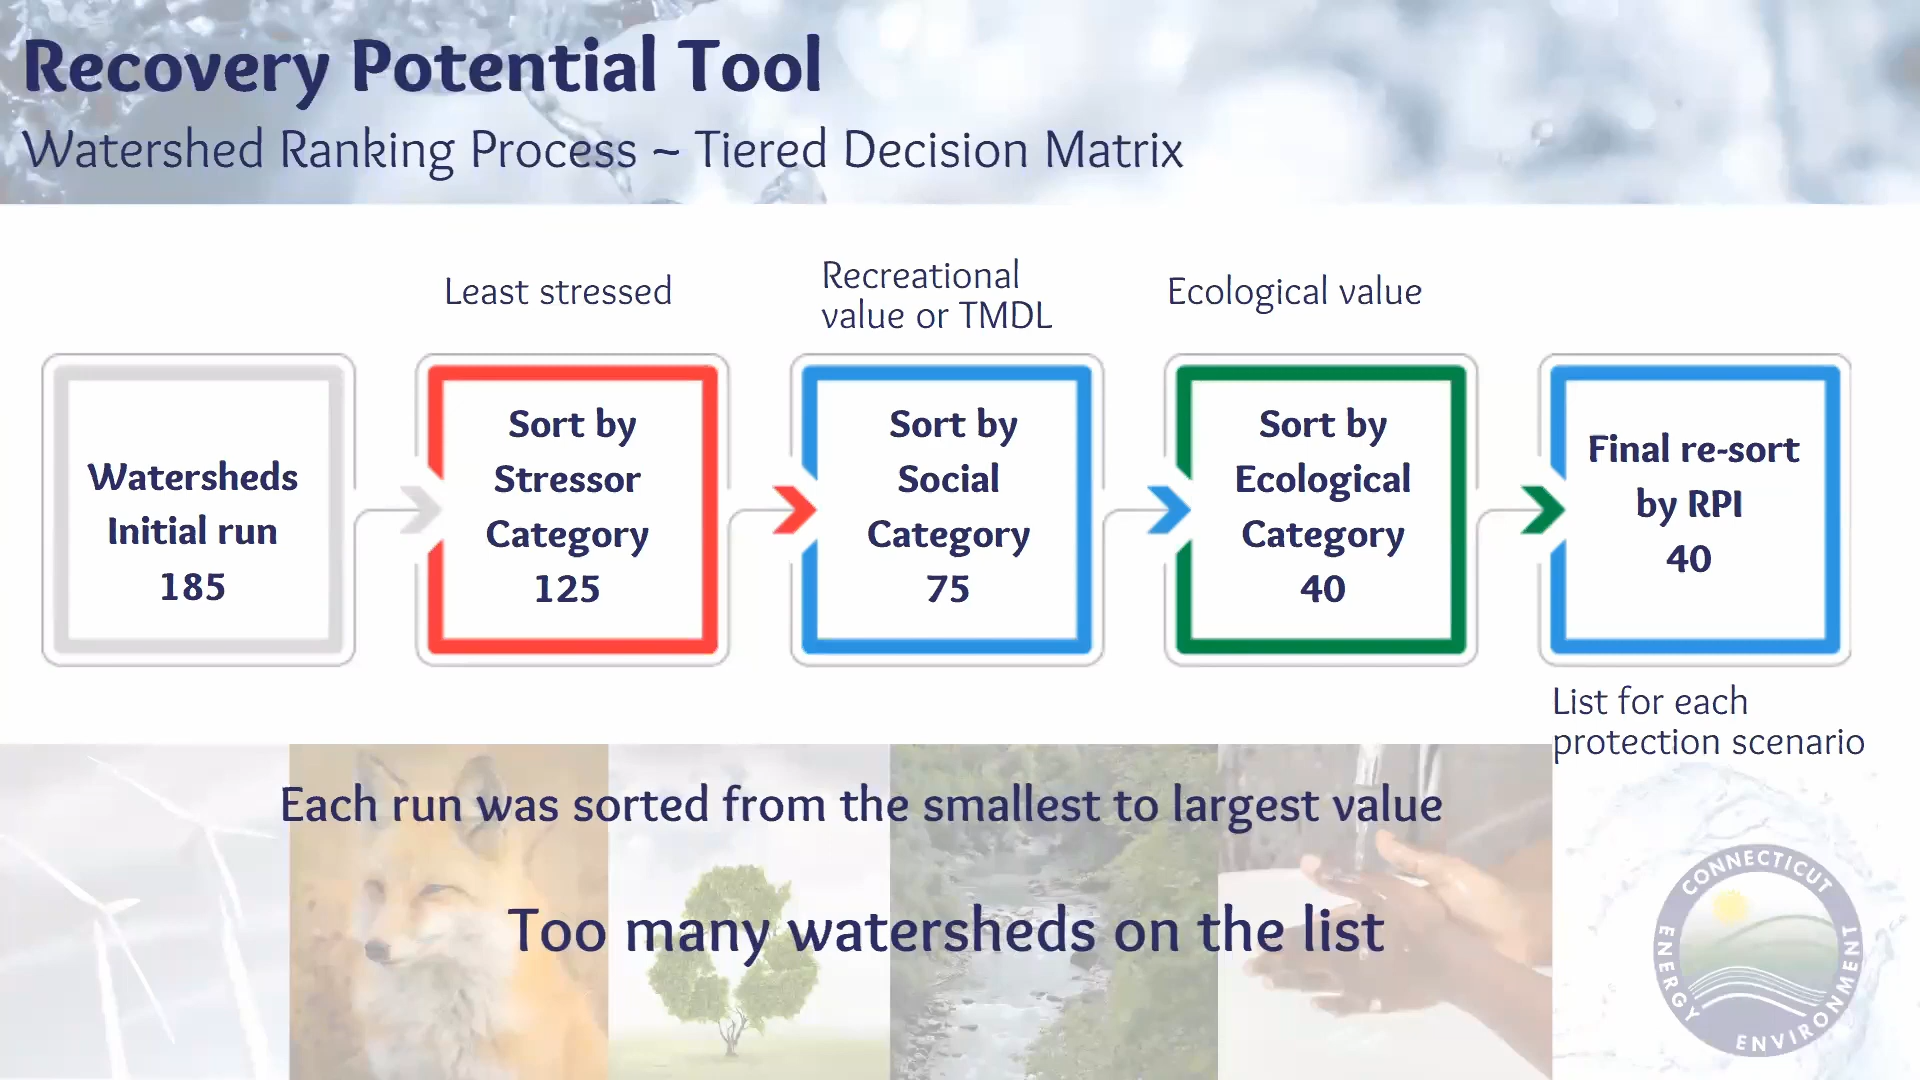 Recovery Potential Tool
Watershed Ranking Process ~ Tiered Decision Matrix
Least stressed
Recreational
value or TMDL
Ecological value
Watersheds
Initial run
185
Sort by
Stressor
Category
125
Sort by
Social
Category
75
Sort by
Ecological
Category
40
Final re-sort
by RPI
40
List for each
protection scenario
Each run was sorted from the smallest to largest value
Too many watersheds on the list
CONNECTICUT
ENERGY
ENVIRONMENT